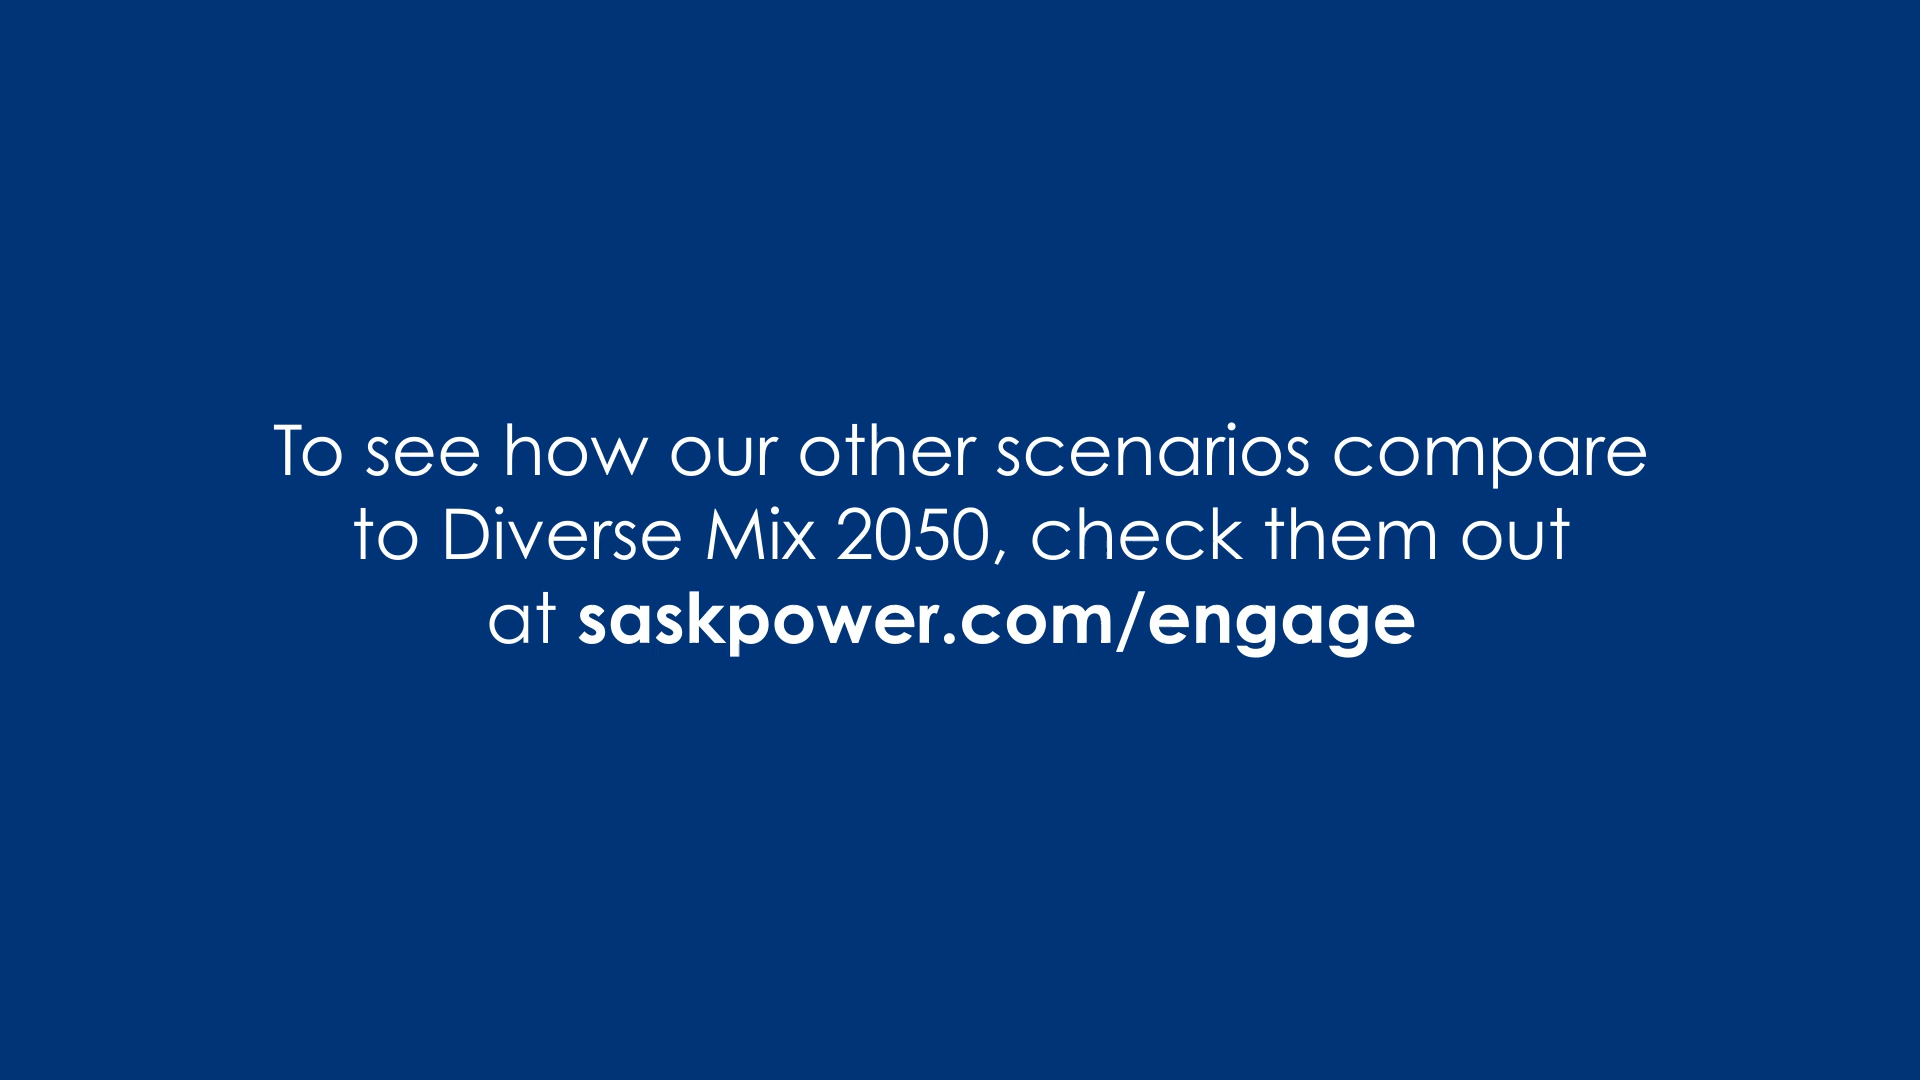 To see how our other scenarios compare
to Diverse Mix 2050, check them out
at saskpower.com/engage